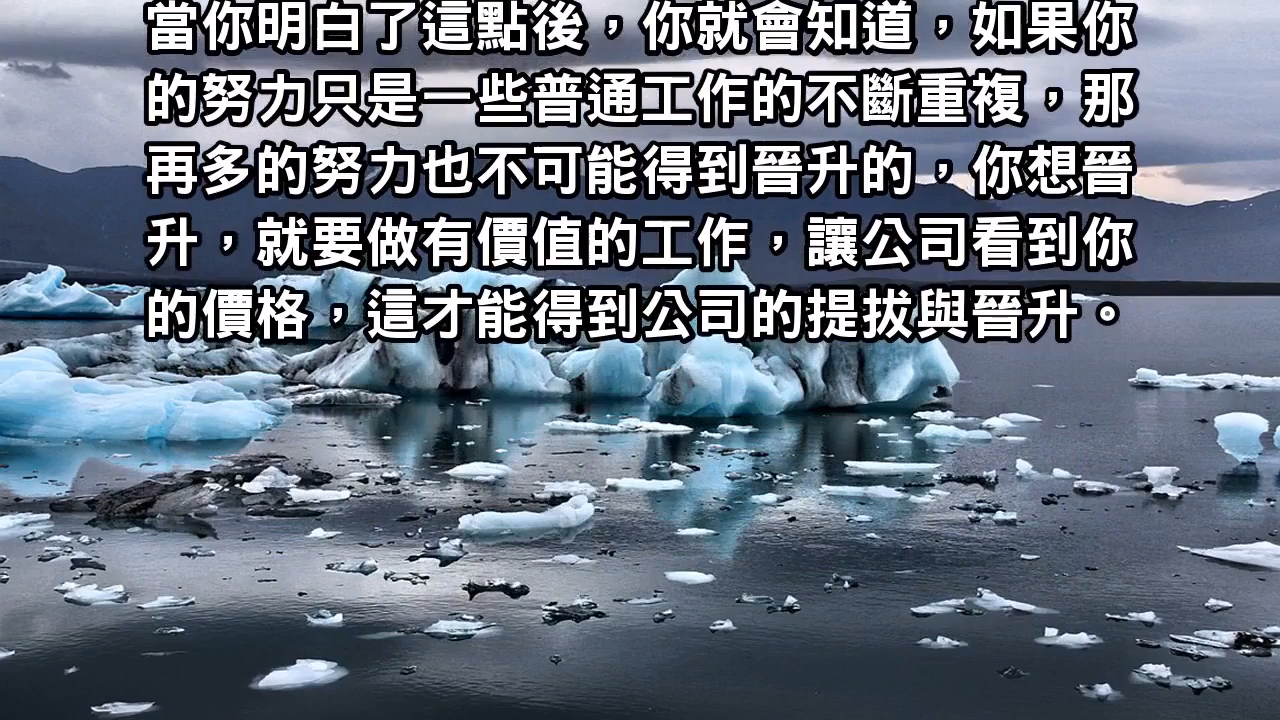 當你明白了這點後，你就會知道，如果你
的努力只是一些普通工作的不斷重複，那
再多的努力也不可能得到晉升的，你想晉
升，就要做有價值的工作，讓公司看到你
的價格，這才能得到公司的提拔與晉升。